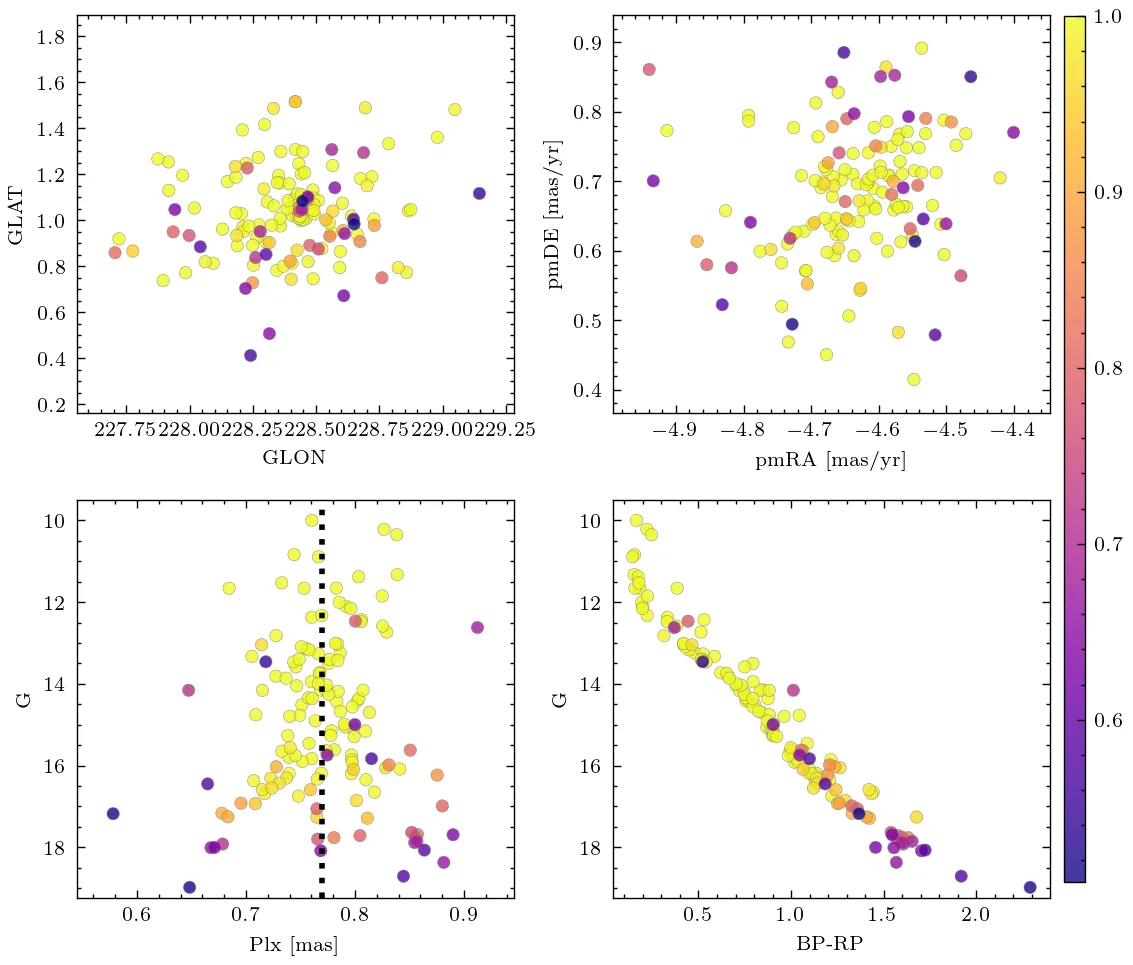 1.8
1.6
1.4
1.2
1.0
0.8
0.6
0.4
0.2
GLAT
227.75 228.00 228.25 228.50 228.75 229.00 229.25
GLON
0.9
0.8
0.7
0.6
0.5
0.4
pmDE [mas/yr]
−4.9 −4.8 −4.7 −4.6 −4.5 −4.4
pmRA [mas/yr]
10
12
14
16
18
G
0.6 0.7 0.8 0.9
Plx [mas]
10
12
14
16
18
G
0.5 1.0 1.5 2.0
BP-RP
1.0
0.9
0.8
0.7
0.6